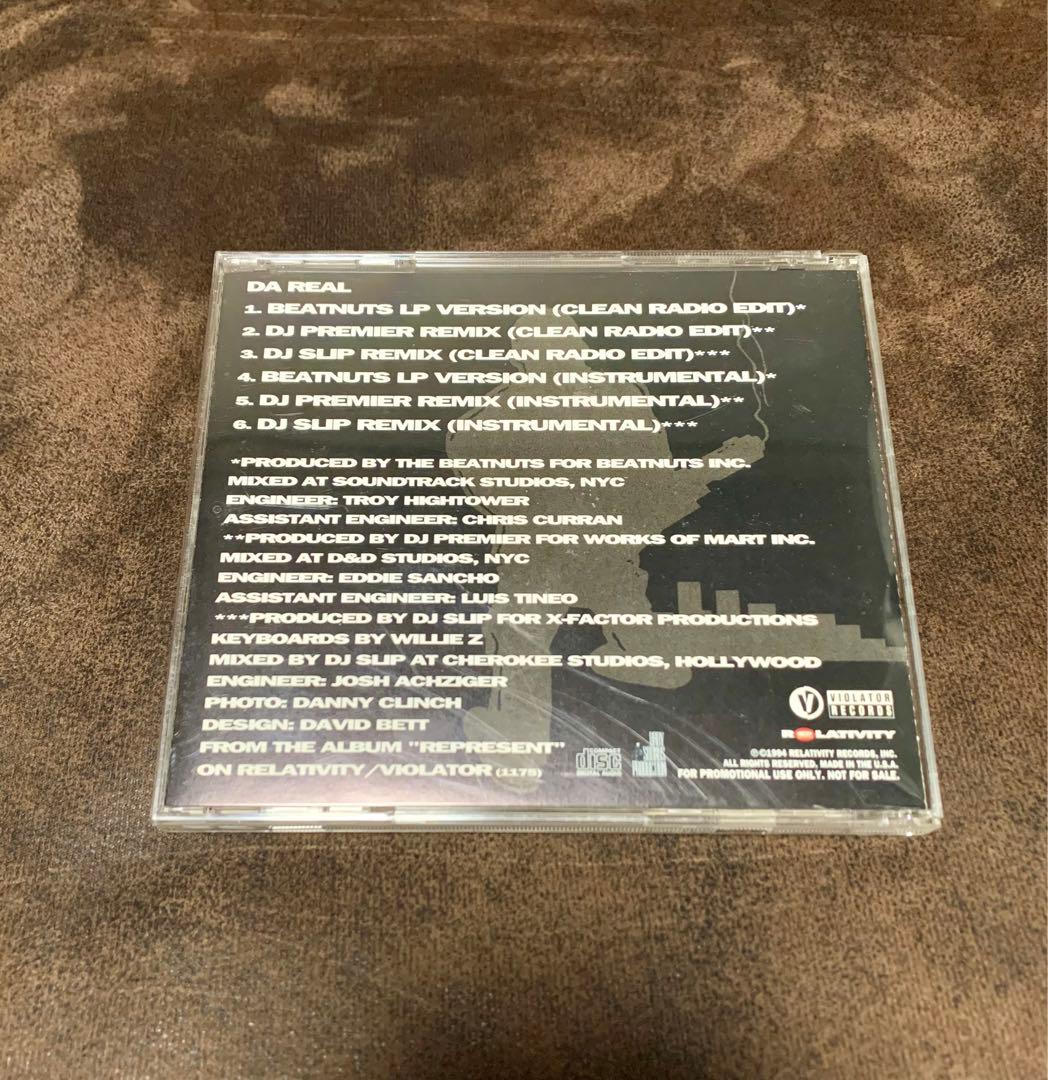 DA REAL
1. BEATNUTS LP VERSION (CLEAN RADIO EDIT)*
2. DJ PREMIER REMIX (CLEAN RADIO EDIT)**
3. DJ SLIP REMIX (CLEAN RADIO EDIT)***
4. BEATNUTS LP VERSION (INSTRUMENTAL)*
5. DJ PREMIER REMIX (INSTRUMENTAL)**
6. DJ SLIP REMIX (INSTRUMENTAL)***
*PRODUCED BY THE BEATNUTS FOR BEATNUTS INC.
MIXED AT SOUNDTRACK STUDIOS, NYC
ENGINEER: TROY HIGHTOWER
ASSISTANT ENGINEER: CHRIS CURRAN
**PRODUCED BY DJ PREMIER FOR WORKS OF MART INC.
MIXED AT D&D STUDIOS, NYC
ENGINEER: EDDIE SANCHO
ASSISTANT ENGINEER: LUIS TINEO
***PRODUCED BY DJ SLIP FOR X-FACTOR PRODUCTIONS
KEYBOARDS BY WILLIE Z
MIXED BY DJ SLIP AT CHEROKEE STUDIOS, HOLLYWOOD
ENGINEER: JOSH ACHZIGER
PHOTO: DANNY CLINCH
DESIGN: DAVID BETT
FROM THE ALBUM "REPRESENT"
ON RELATIVITY/VIOLATOR (1175)
COMPACT
disc
DIGITAL AUDIO
V VIOLATOR
RECORDS
RELATIVITY
℗©1994 RELATIVITY RECORDS, INC.
ALL RIGHTS RESERVED. MADE IN THE U.S.A.
FOR PROMOTIONAL USE ONLY. NOT FOR SALE.